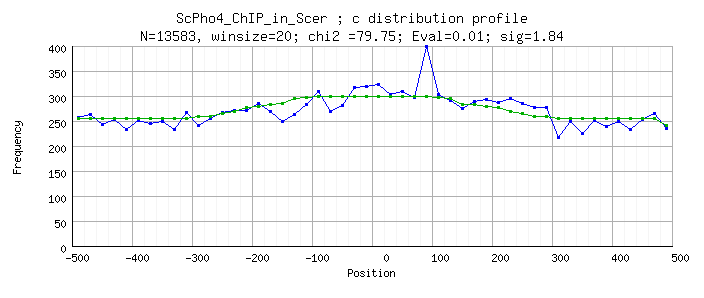 ScPho4_ChIP_in_Scer ; c distribution profile
N=13583, winsize=20; chi2 =79.75; Eval=0.01; sig=1.84
400
350
300
250
200
150
100
50
0
Frequency
-500 -400 -300 -200 -100 0 100 200 300 400 500
Position